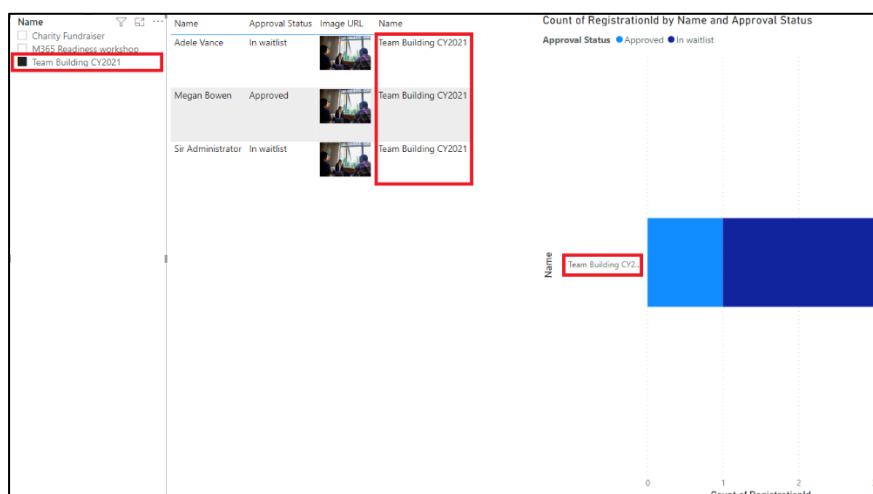 Name
Charity Fundraiser
M365 Readiness workshop
Team Building CY2021
Name Approval Status Image URL Name
Adele Vance In waitlist Team Building CY2021
Megan Bowen Approved Team Building CY2021
Sir Administrator In waitlist Team Building CY2021
Count of RegistrationId by Name and Approval Status
Approval Status Approved In waitlist
Name
Team Building CY2...
0 1 2
Count of RegistrationId